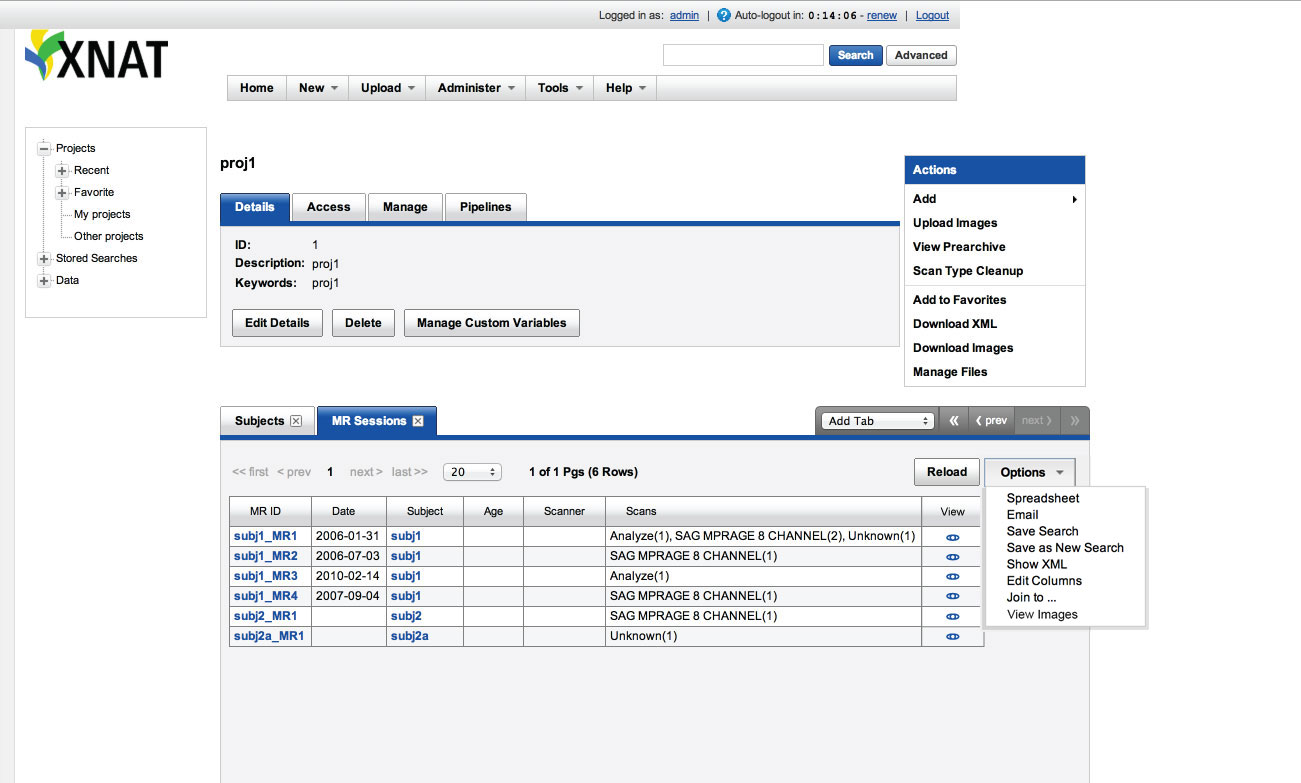 Logged in as: admin | ? Auto-logout in: 0:14:06 - renew | Logout
XNAT
Search Advanced
Home New Upload Administer Tools Help
Projects
Recent
Favorite
My projects
Other projects
Stored Searches
Data
proj1
Details Access Manage Pipelines
ID: 1
Description: proj1
Keywords: proj1
Edit Details Delete Manage Custom Variables
Actions
Add
Upload Images
View Prearchive
Scan Type Cleanup
Add to Favorites
Download XML
Download Images
Manage Files
Subjects MR Sessions Add Tab « ‹ prev next › »
<< first < prev 1 next > last >> 20 1 of 1 Pgs (6 Rows) Reload Options
MR ID Date Subject Age Scanner Scans View
subj1_MR1 2006-01-31 subj1 Analyze(1), SAG MPRAGE 8 CHANNEL(2), Unknown(1)
subj1_MR2 2006-07-03 subj1 SAG MPRAGE 8 CHANNEL(1)
subj1_MR3 2010-02-14 subj1 Analyze(1)
subj1_MR4 2007-09-04 subj1 SAG MPRAGE 8 CHANNEL(1)
subj2_MR1 subj2 SAG MPRAGE 8 CHANNEL(1)
subj2a_MR1 subj2a Unknown(1)
Spreadsheet
Email
Save Search
Save as New Search
Show XML
Edit Columns
Join to ...
View Images